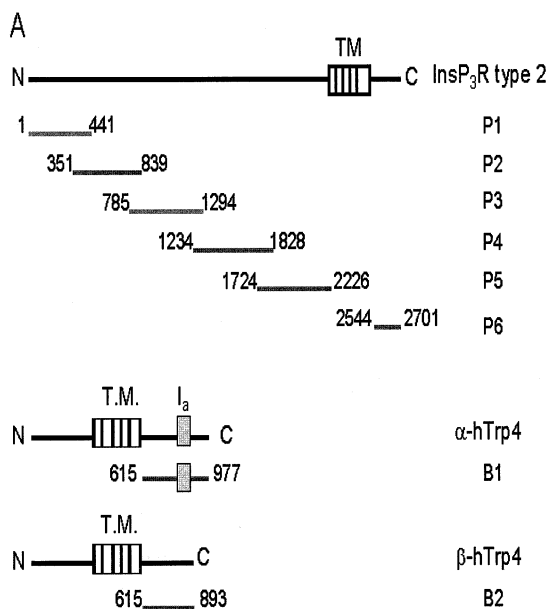 A
TM
N C InsP₃R type 2
1 441 P1
351 839 P2
785 1294 P3
1234 1828 P4
1724 2226 P5
2544 2701 P6
T.M. Iₐ
N C α-hTrp4
615 977 B1
T.M.
N C β-hTrp4
615 893 B2